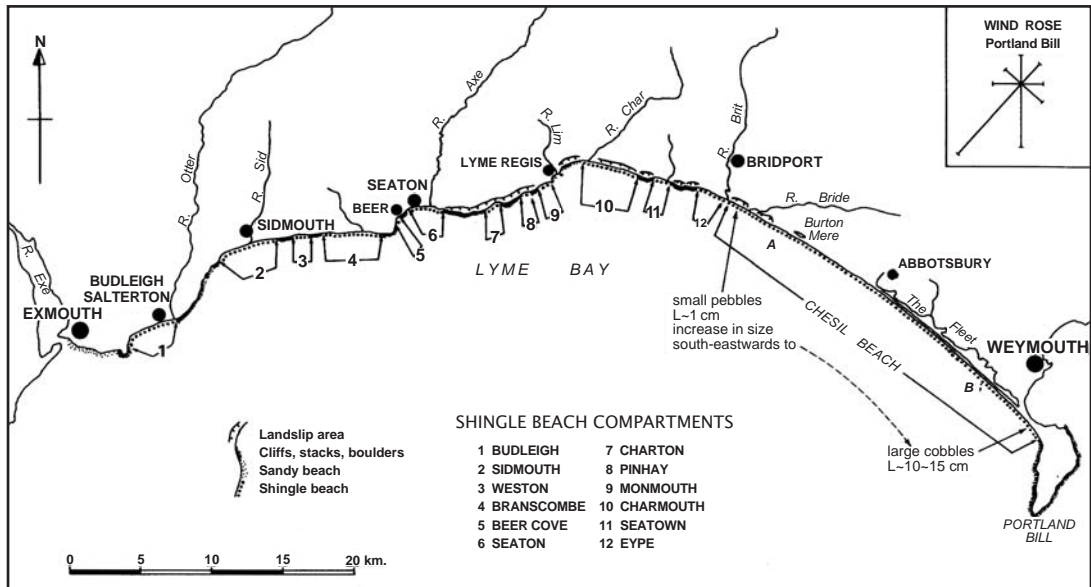 N
WIND ROSE
Portland Bill
R. Otter
R. Sid
R. Axe
R. Lim
R. Char
R. Brit
R. Bride
R. Exe
LYME REGIS
BRIDPORT
SEATON
BEER
SIDMOUTH
BUDLEIGH
SALTERTON
EXMOUTH
Burton
Mere
ABBOTSBURY
The Fleet
WEYMOUTH
1
2
3
4
5
6
7
8
9
10
11
12
A
B
LYME BAY
CHESIL BEACH
small pebbles
L~1 cm
increase in size
south-eastwards to
large cobbles
L~10~15 cm
PORTLAND
BILL
Landslip area
Cliffs, stacks, boulders
Sandy beach
Shingle beach
SHINGLE BEACH COMPARTMENTS
1 BUDLEIGH
2 SIDMOUTH
3 WESTON
4 BRANSCOMBE
5 BEER COVE
6 SEATON
7 CHARTON
8 PINHAY
9 MONMOUTH
10 CHARMOUTH
11 SEATOWN
12 EYPE
0 5 10 15 20 km.